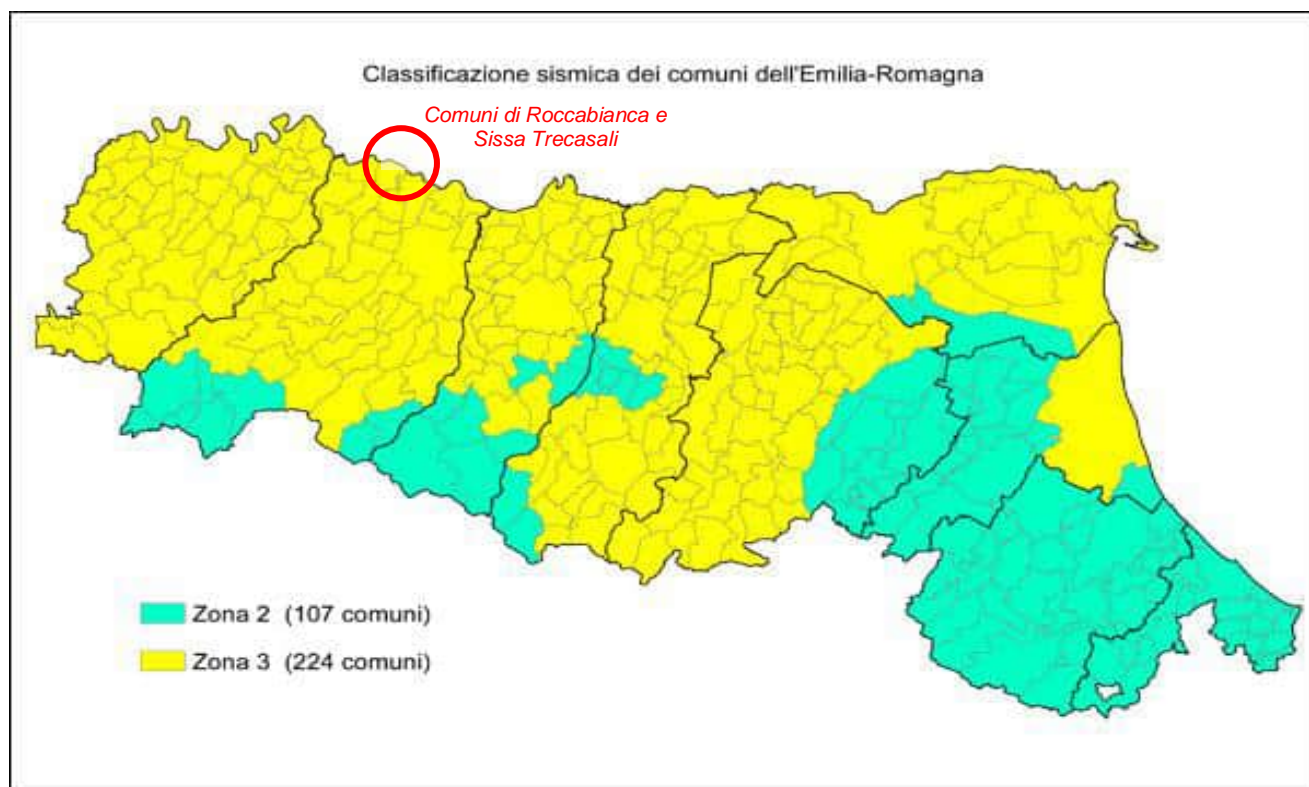 Classificazione sismica dei comuni dell'Emilia-Romagna
Comuni di Roccabianca e
Sissa Trecasali
Zona 2 (107 comuni)
Zona 3 (224 comuni)